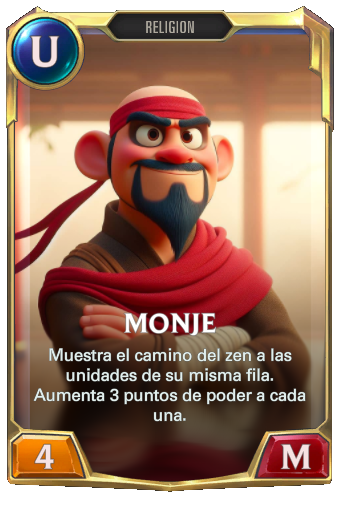 RELIGION
U
MONJE
Muestra el camino del zen a las
unidades de su misma fila.
Aumenta 3 puntos de poder a cada
una.
4
M